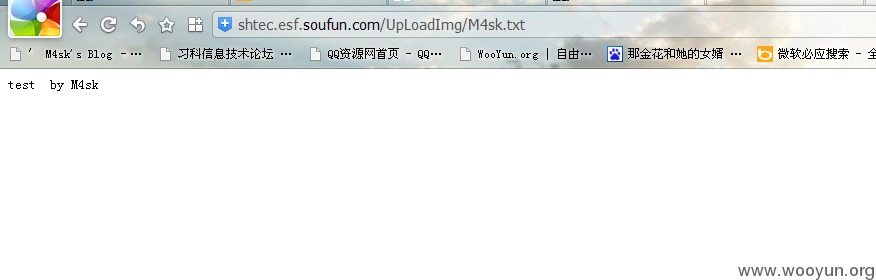 shtec.esf.soufun.com/UpLoadImg/M4sk.txt
' M4sk's Blog -… 习科信息技术论坛 … QQ资源网首页 - QQ… WooYun.org | 自由… 那金花和她的女婿 … 微软必应搜索 - 全
test by M4sk
www.wooyun.org